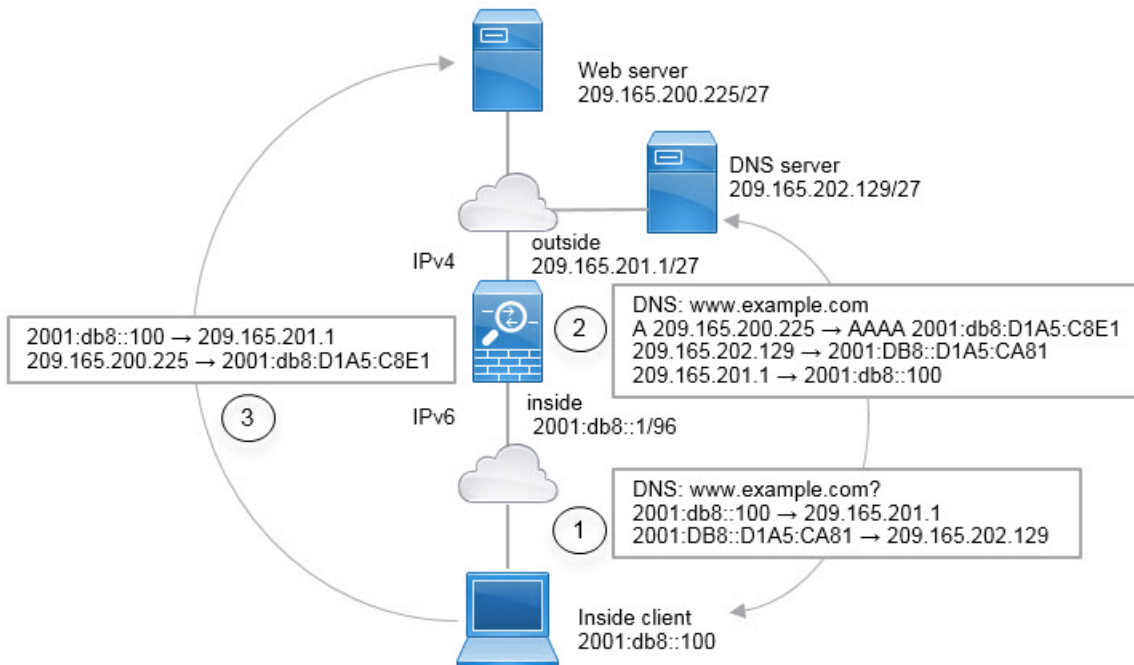 Web server
209.165.200.225/27
DNS server
209.165.202.129/27
outside
209.165.201.1/27
IPv4
2
DNS: www.example.com
A 209.165.200.225 → AAAA 2001:db8:D1A5:C8E1
209.165.202.129 → 2001:DB8::D1A5:CA81
209.165.201.1 → 2001:db8::100
2001:db8::100 → 209.165.201.1
209.165.200.225 → 2001:db8:D1A5:C8E1
3
IPv6
inside
2001:db8::1/96
1
DNS: www.example.com?
2001:db8::100 → 209.165.201.1
2001:DB8::D1A5:CA81 → 209.165.202.129
Inside client
2001:db8::100